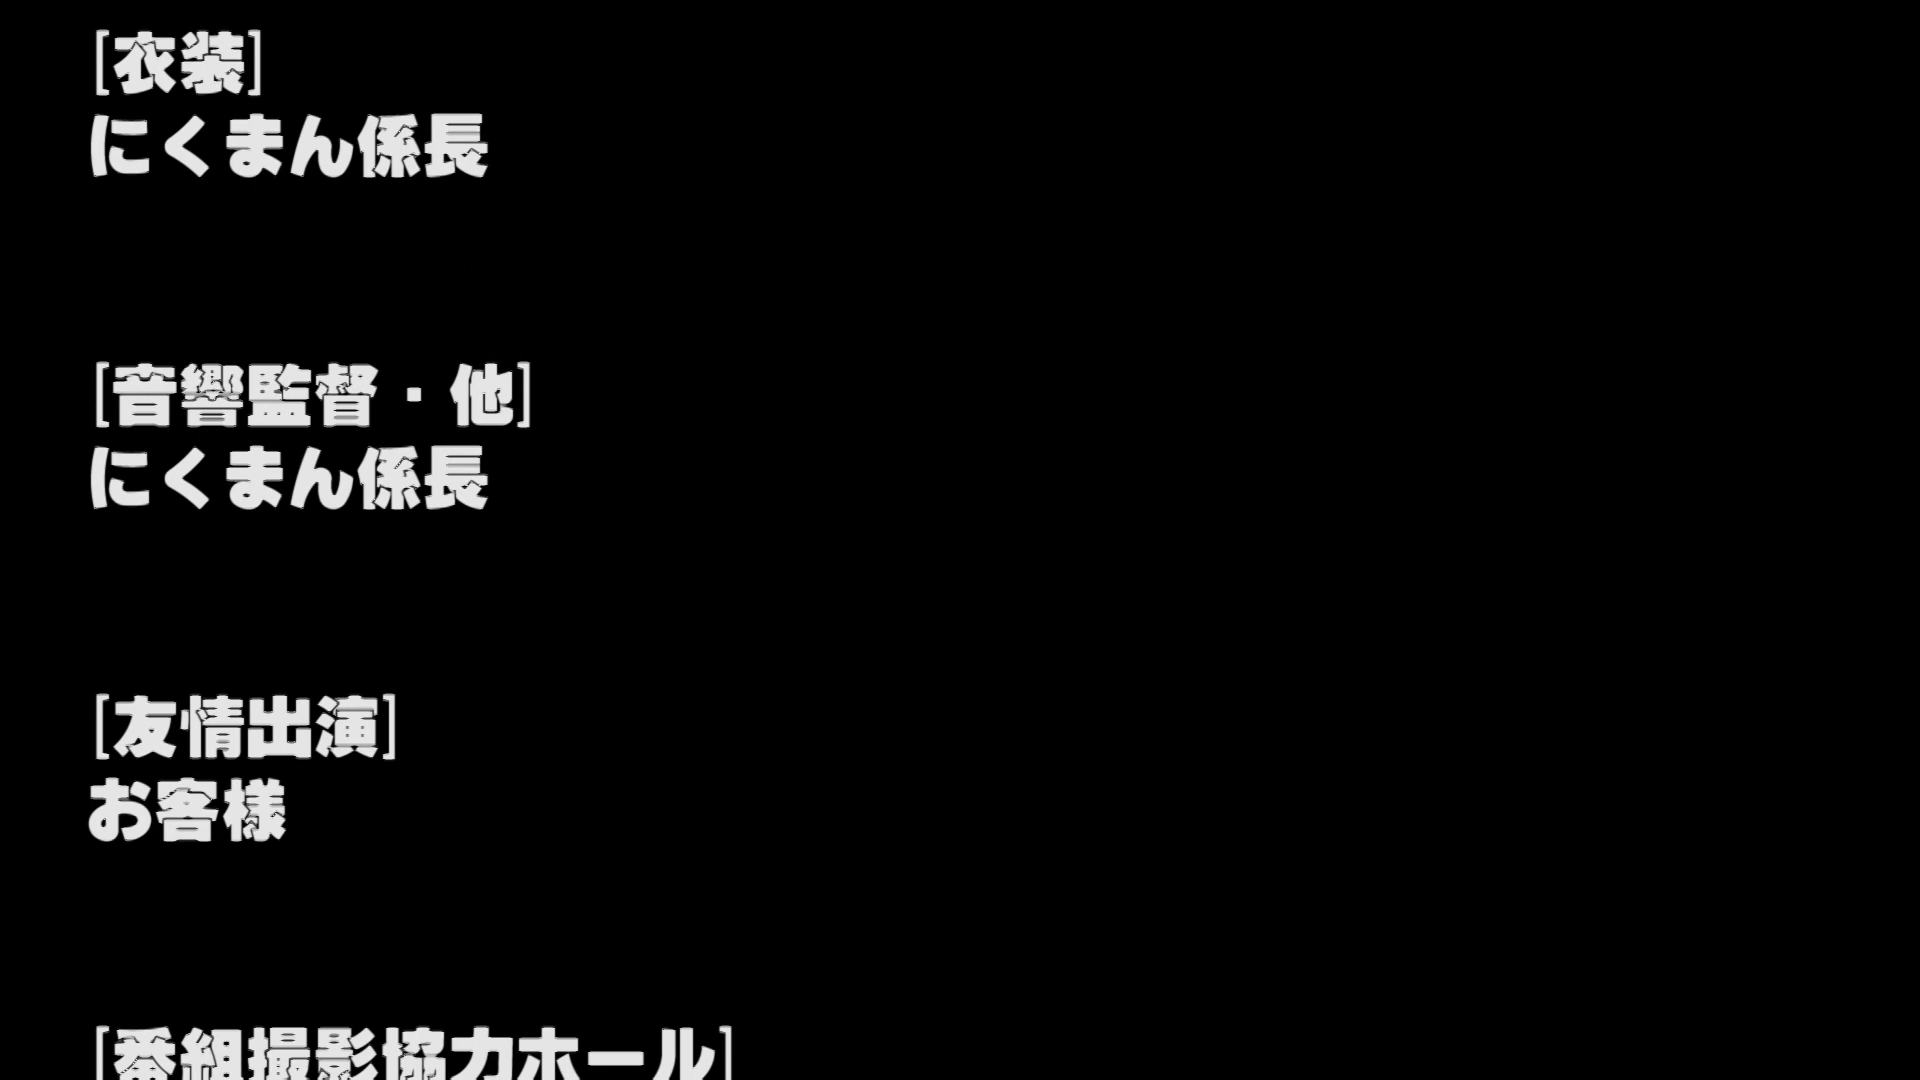 [衣装]
にくまん係長
[音響監督・他]
にくまん係長
[友情出演]
お客様
[番組撮影協力ホール]